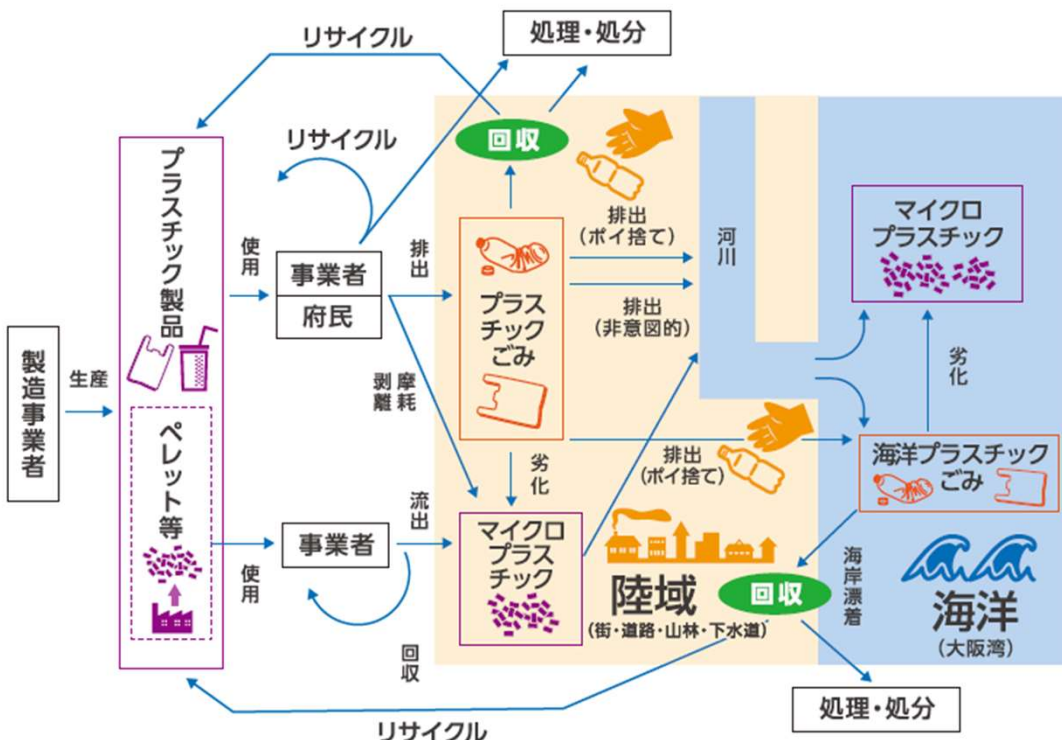 リサイクル
処理・処分
リサイクル
回収
プラスチック製品
使用
事業者
府民
排出
プラス
チック
ごみ
排出
（ポイ捨て）
排出
（非意図的）
河川
マイクロ
プラスチック
製造事業者
生産
剥離
摩耗
劣化
劣化
排出
（ポイ捨て）
海洋プラスチック
ごみ
ペレット等
使用
事業者
流出
回収
マイクロ
プラス
チック
陸域
（街・道路・山林・下水道）
回収
海岸漂着
海洋
（大阪湾）
処理・処分
リサイクル